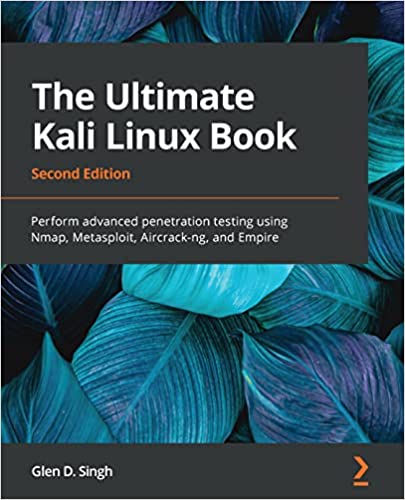 The Ultimate
Kali Linux Book
Second Edition
Perform advanced penetration testing using
Nmap, Metasploit, Aircrack-ng, and Empire
Glen D. Singh